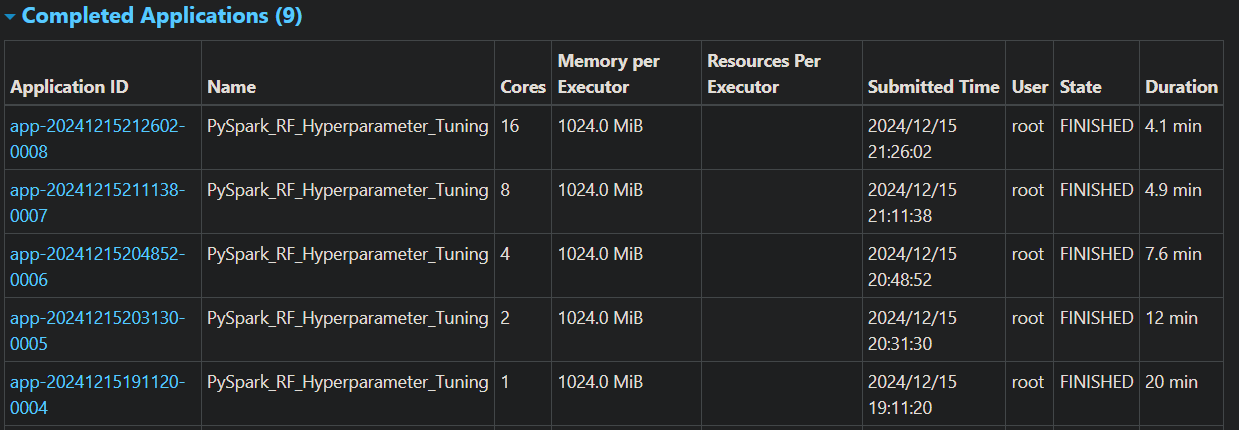 Completed Applications (9)
Application ID Name Cores Memory per Executor Resources Per Executor Submitted Time User State Duration
app-20241215212602-0008 PySpark_RF_Hyperparameter_Tuning 16 1024.0 MiB 2024/12/15 21:26:02 root FINISHED 4.1 min
app-20241215211138-0007 PySpark_RF_Hyperparameter_Tuning 8 1024.0 MiB 2024/12/15 21:11:38 root FINISHED 4.9 min
app-20241215204852-0006 PySpark_RF_Hyperparameter_Tuning 4 1024.0 MiB 2024/12/15 20:48:52 root FINISHED 7.6 min
app-20241215203130-0005 PySpark_RF_Hyperparameter_Tuning 2 1024.0 MiB 2024/12/15 20:31:30 root FINISHED 12 min
app-20241215191120-0004 PySpark_RF_Hyperparameter_Tuning 1 1024.0 MiB 2024/12/15 19:11:20 root FINISHED 20 min